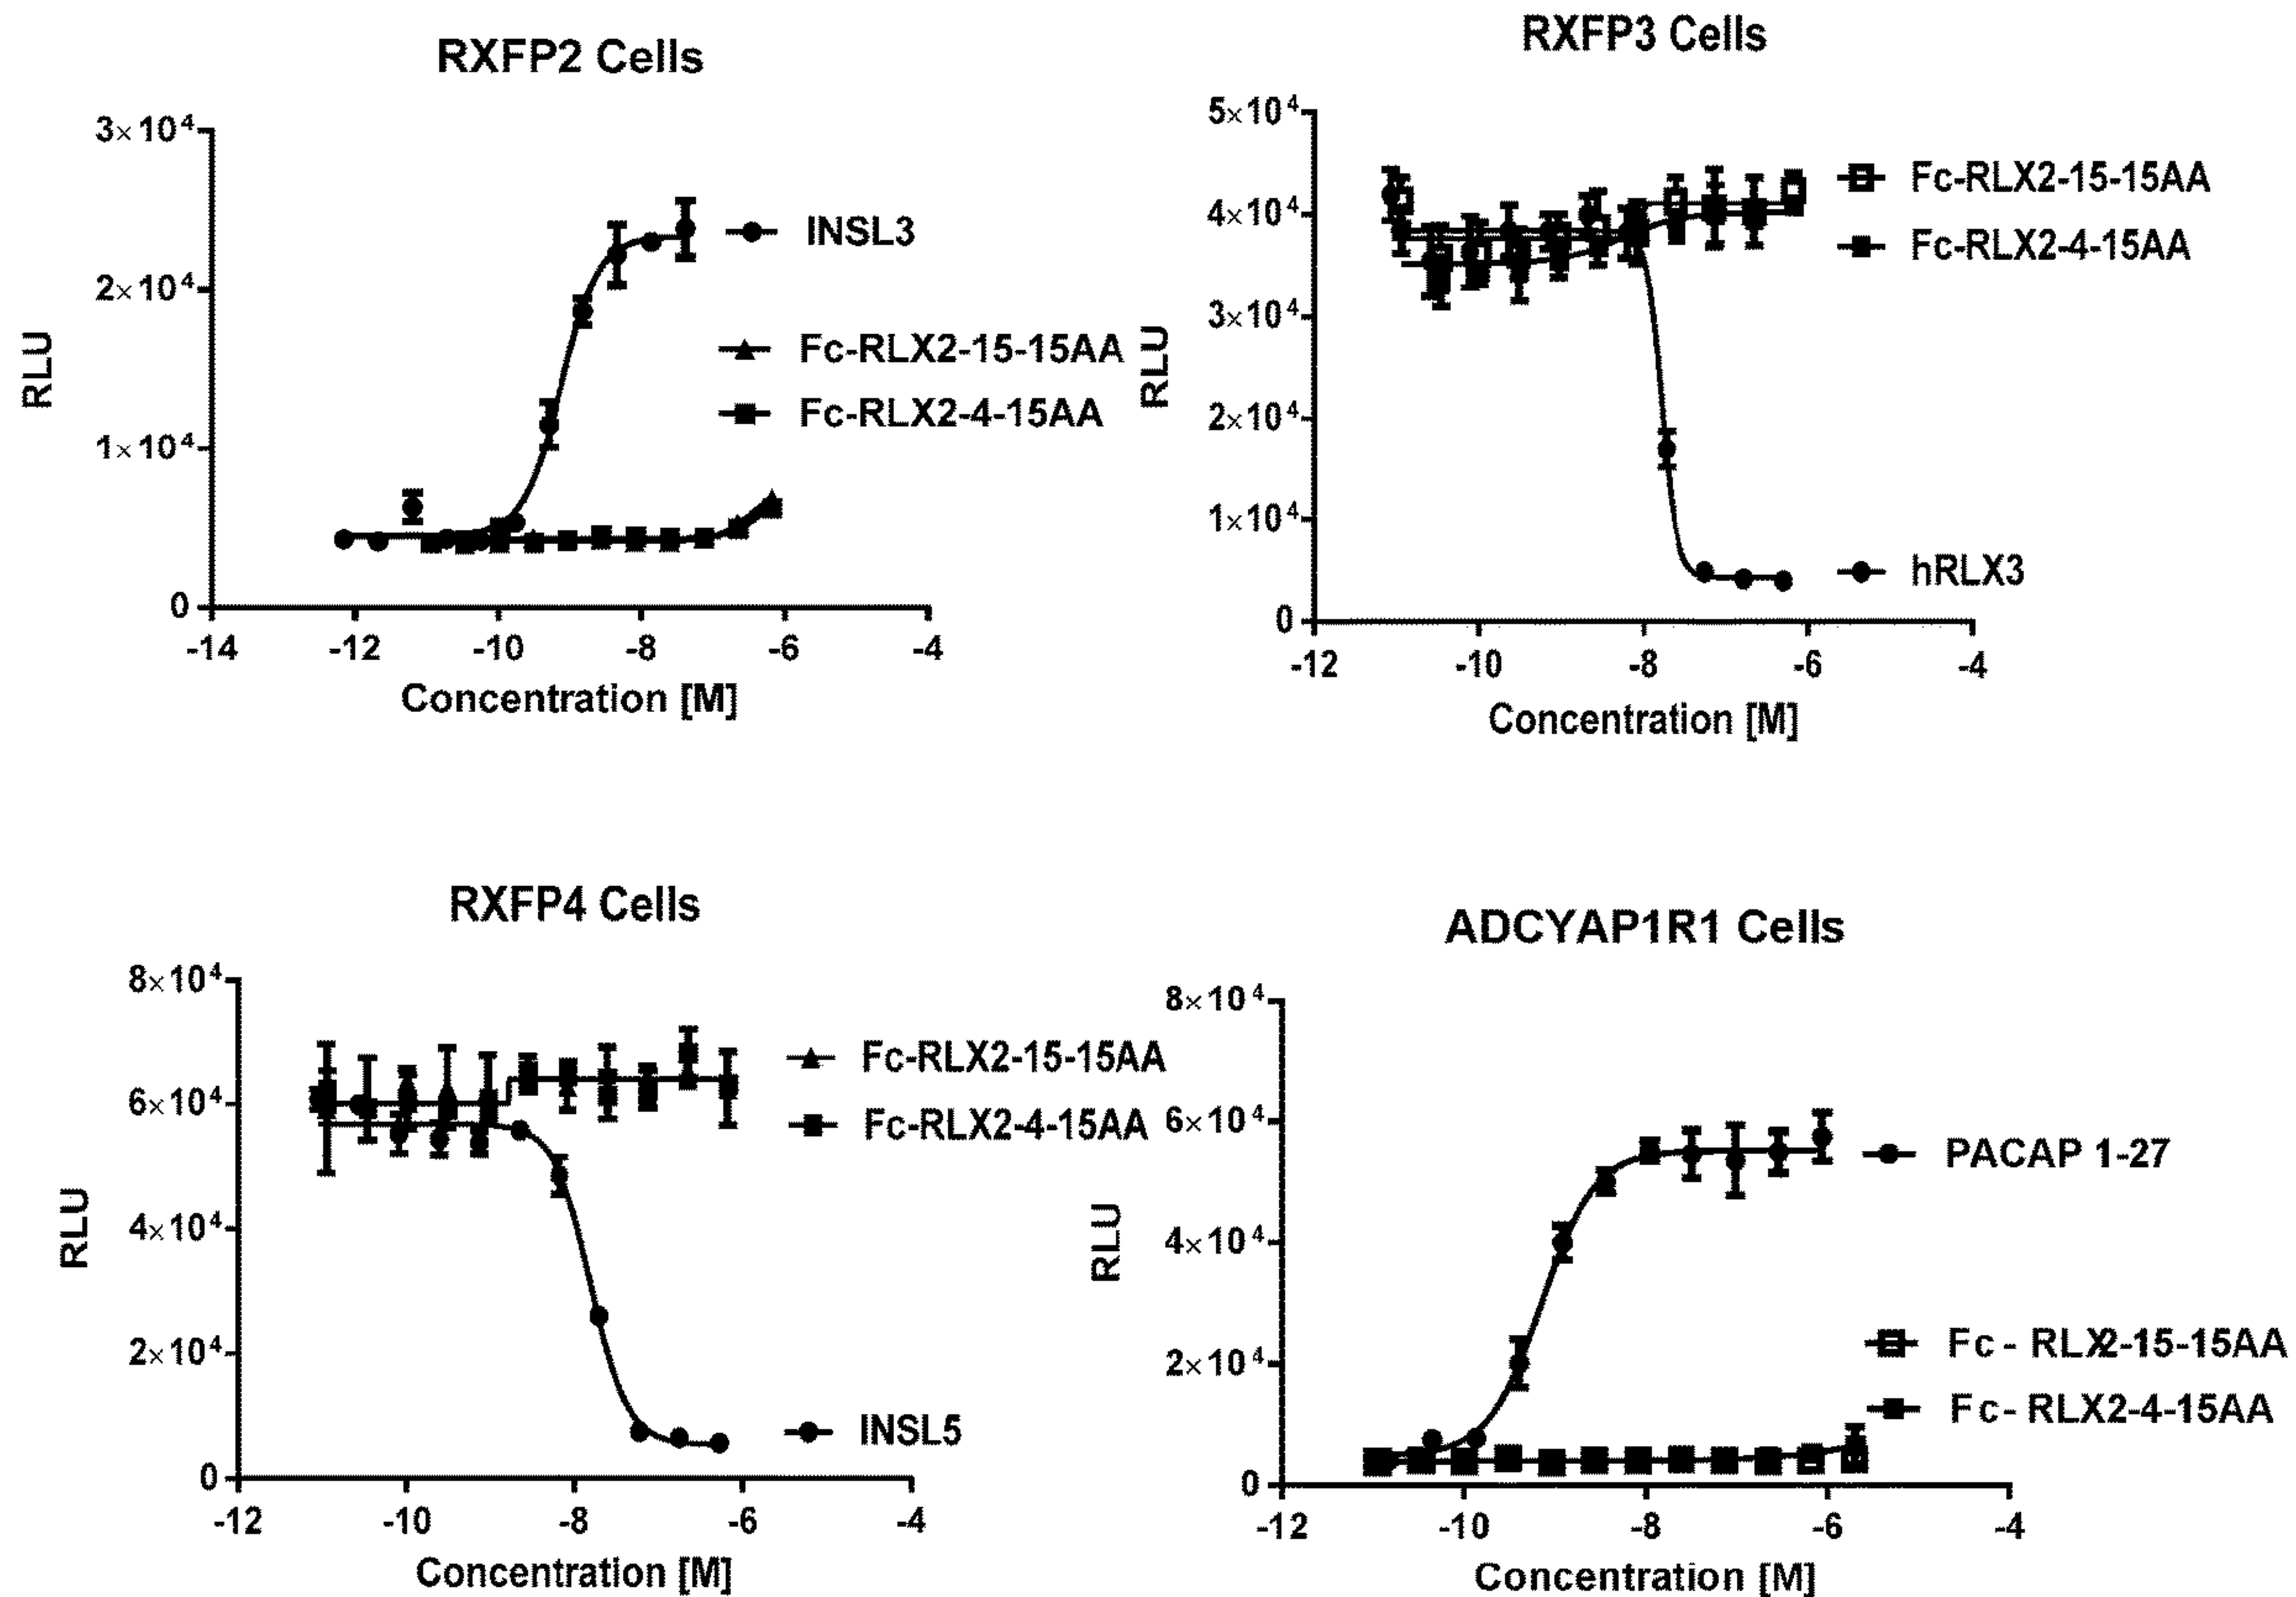 RXFP2 Cells
3×10⁴
2×10⁴
1×10⁴
0
RLU
-14
-12
-10
-8
-6
-4
Concentration [M]
INSL3
Fc-RLX2-15-15AA
Fc-RLX2-4-15AA
RXFP3 Cells
5×10⁴
4×10⁴
3×10⁴
2×10⁴
1×10⁴
0
RLU
-12
-10
-8
-6
-4
Concentration [M]
Fc-RLX2-15-15AA
Fc-RLX2-4-15AA
hRLX3
RXFP4 Cells
8×10⁴
6×10⁴
4×10⁴
2×10⁴
0
RLU
-12
-10
-8
-6
-4
Concentration [M]
Fc-RLX2-15-15AA
Fc-RLX2-4-15AA
INSL5
ADCYAP1R1 Cells
8×10⁴
6×10⁴
4×10⁴
2×10⁴
0
RLU
-12
-10
-8
-6
-4
Concentration [M]
PACAP 1-27
Fc - RLX2-15-15AA
Fc - RLX2-4-15AA